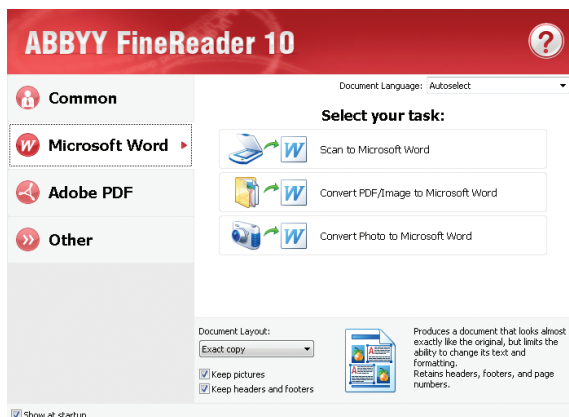 ABBYY FineReader 10
?
Document Language: Autoselect
Common
Select your task:
Microsoft Word
Scan to Microsoft Word
Adobe PDF
Convert PDF/Image to Microsoft Word
Other
Convert Photo to Microsoft Word
Document Layout:
Exact copy
Keep pictures
Keep headers and footers
Produces a document that looks almost
exactly like the original, but limits the
ability to change its text and
formatting.
Retains headers, footers, and page
numbers.
Show at startup